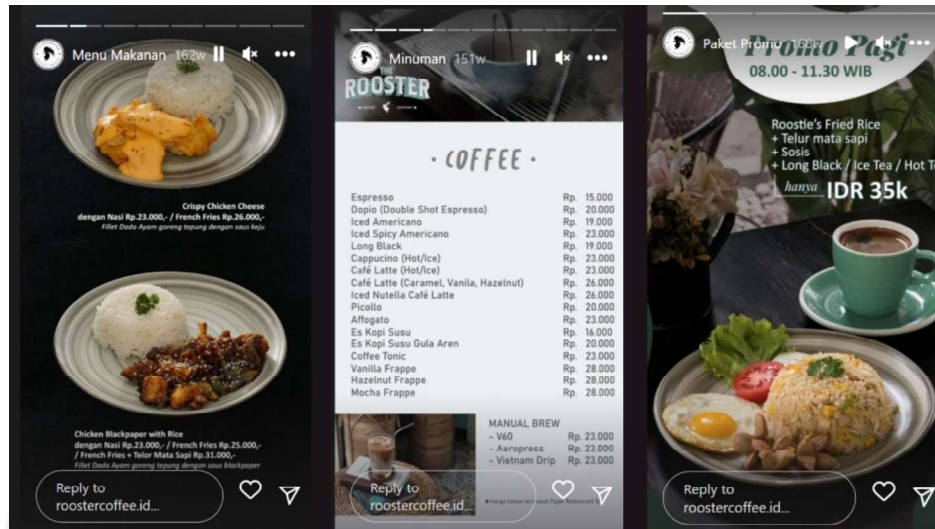 Menu Makanan 162w
Crispy Chicken Cheese
dengan Nasi Rp.23.000,- / French Fries Rp.26.000,-
Fillet Dada Ayam goreng tepung dengan saus keju
Chicken Blackpaper with Rice
dengan Nasi Rp.23.000,- / French Fries Rp.25.000,-
/ French Fries + Telor Mata Sapi Rp.31.000,-
Fillet Dada Ayam goreng tepung dengan saus blackpaper
Reply to
roostercoffee.id...
Minuman 151w
THE
ROOSTER
· COFFEE ·
Espresso Rp. 15.000
Dopio (Double Shot Espresso) Rp. 20.000
Iced Americano Rp. 19.000
Iced Spicy Americano Rp. 23.000
Long Black Rp. 19.000
Cappucino (Hot/Ice) Rp. 23.000
Café Latte (Hot/Ice) Rp. 23.000
Café Latte (Caramel, Vanila, Hazelnut) Rp. 26.000
Iced Nutella Café Latte Rp. 26.000
Picollo Rp. 20.000
Affogato Rp. 23.000
Es Kopi Susu Rp. 16.000
Es Kopi Susu Gula Aren Rp. 20.000
Coffee Tonic Rp. 23.000
Vanilla Frappe Rp. 28.000
Hazelnut Frappe Rp. 28.000
Mocha Frappe Rp. 28.000
MANUAL BREW
- V60 Rp. 23.000
- Aeropress Rp. 23.000
- Vietnam Drip Rp. 23.000
Reply to
roostercoffee.id...
Paket Promo 168w
Promo Pagi
08.00 - 11.30 WIB
Roostie's Fried Rice
+ Telur mata sapi
+ Sosis
+ Long Black / Ice Tea / Hot Te
hanya IDR 35k
Reply to
roostercoffee.id...